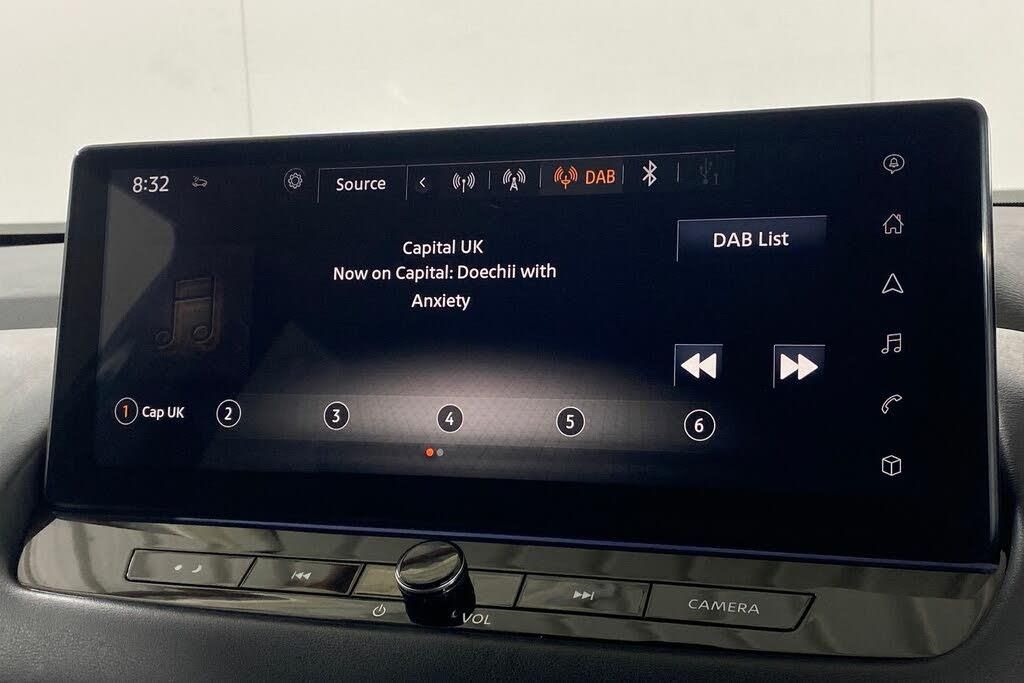 8:32
Source
DAB
DAB List
Capital UK
Now on Capital: Doechii with
Anxiety
1 Cap UK 2 3 4 5 6
VOL
CAMERA